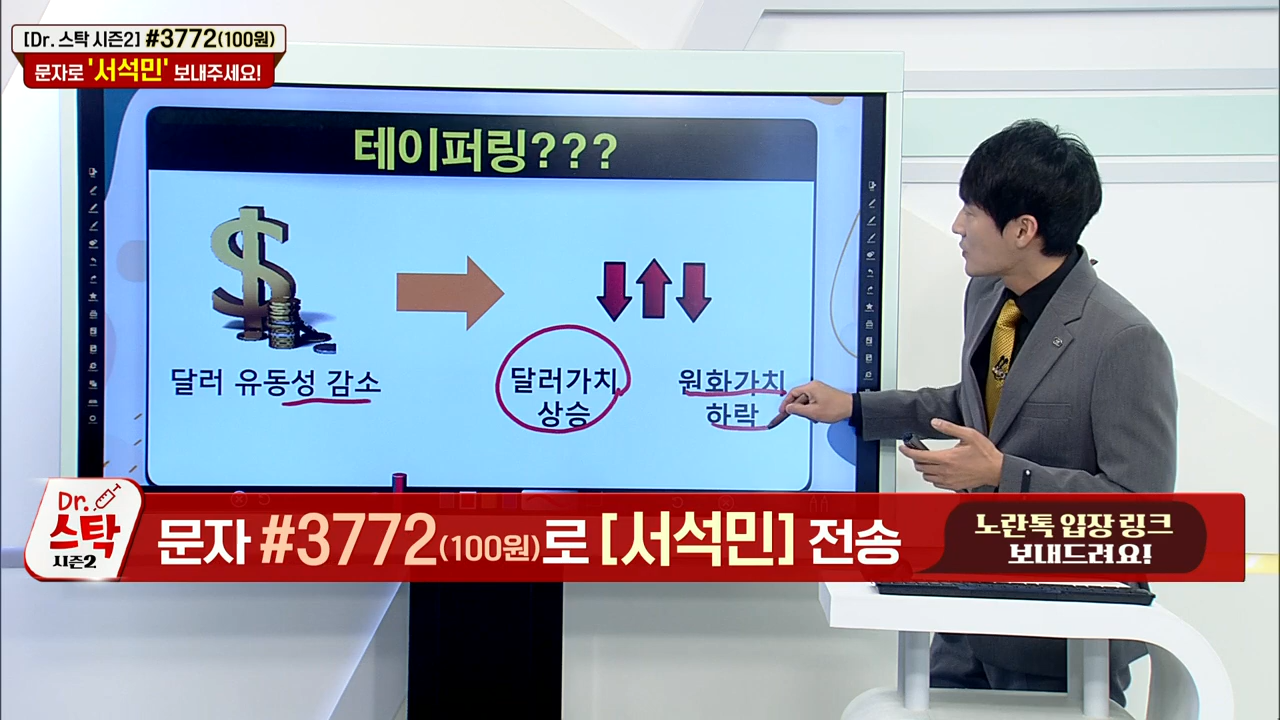 [Dr. 스탁 시즌2] #3772(100원)
문자로 '서석민' 보내주세요!
테이퍼링???
달러 유동성 감소
달러가치
상승
원화가치
하락
Dr.
스탁
시즌2
문자 #3772(100원)로 [서석민] 전송
노란톡 입장 링크
보내드려요!